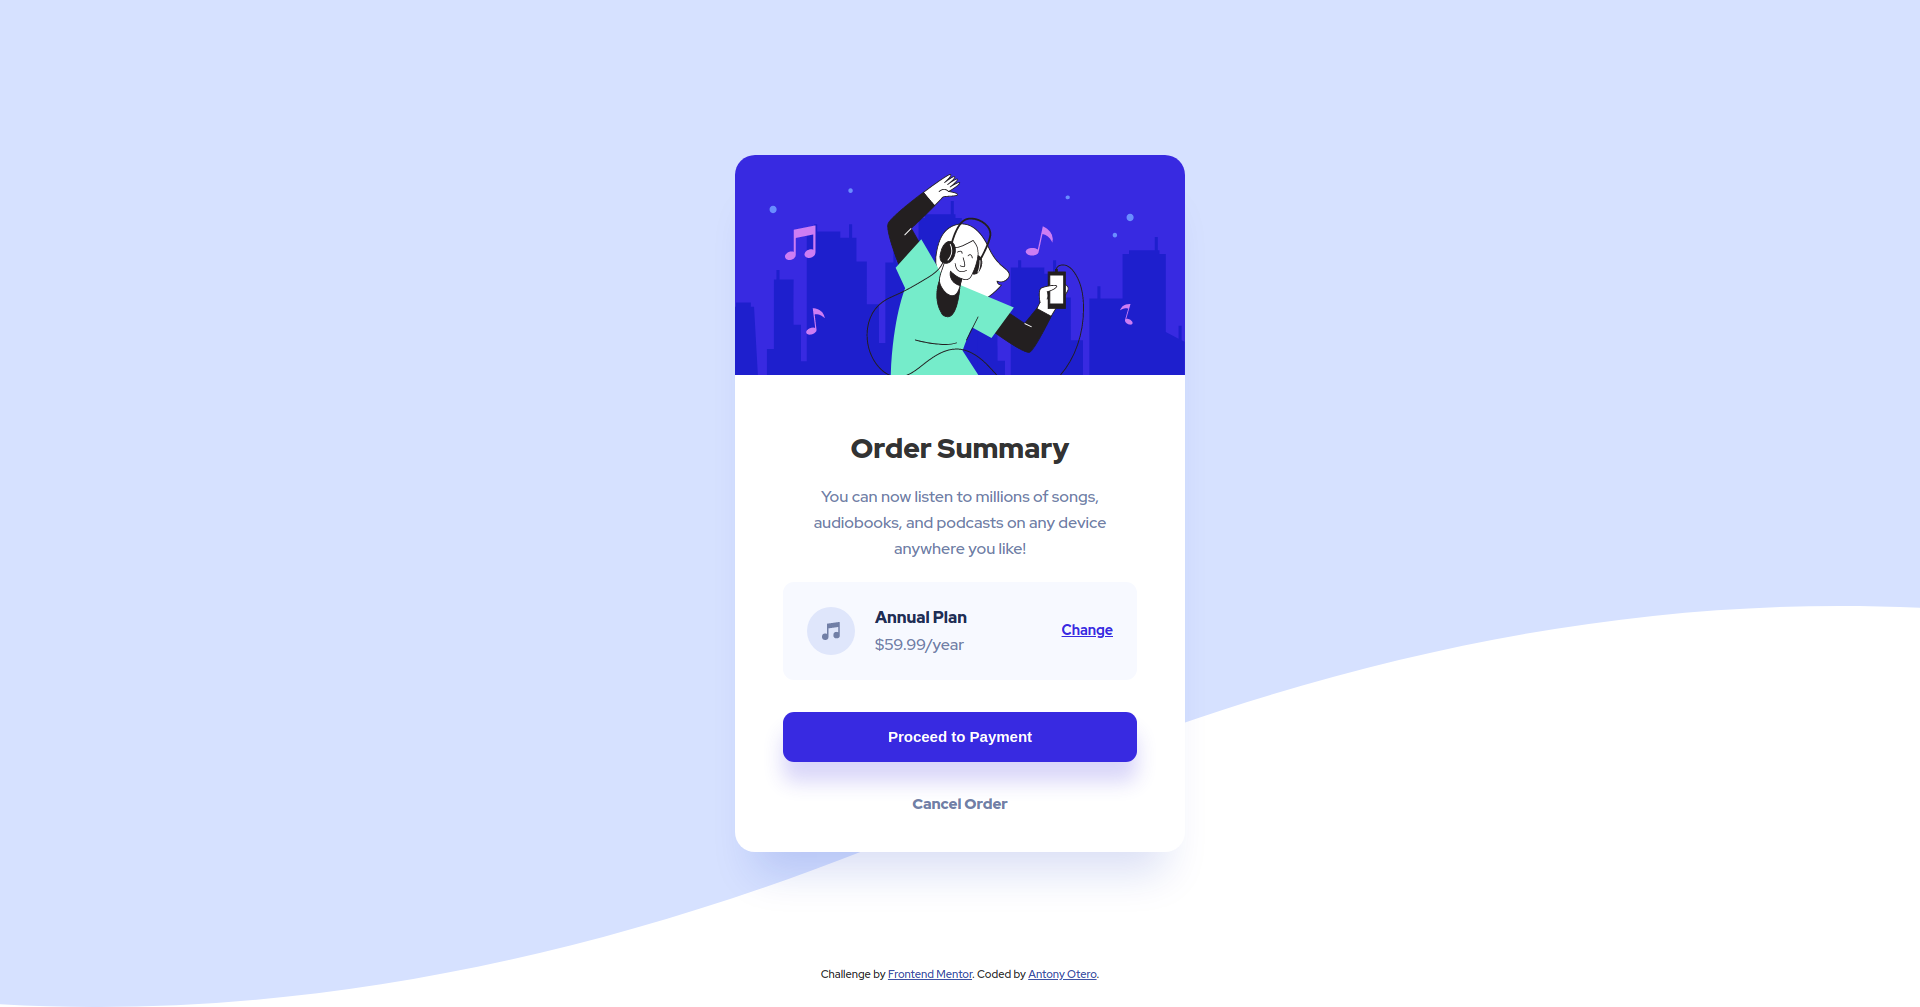 Order Summary
You can now listen to millions of songs,
audiobooks, and podcasts on any device
anywhere you like!
Annual Plan
$59.99/year
Change
Proceed to Payment
Cancel Order
Challenge by Frontend Mentor. Coded by Antony Otero.